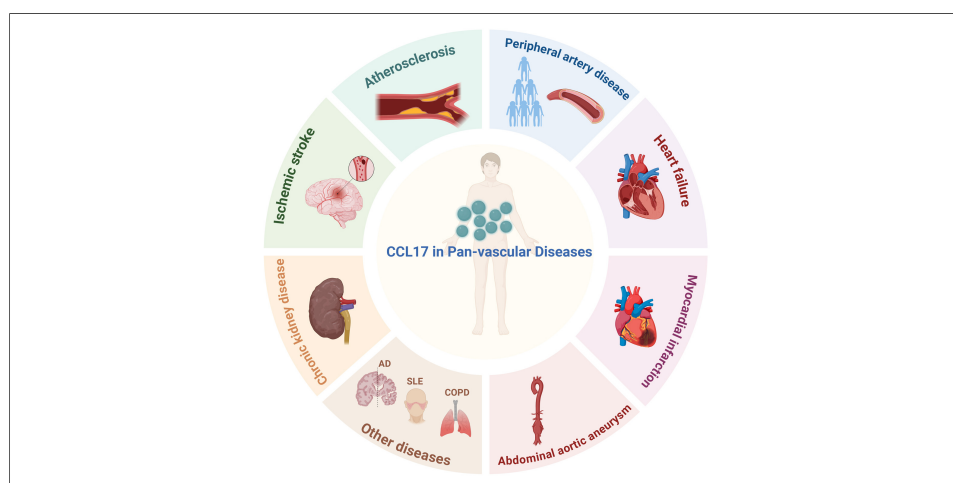 Atherosclerosis
Peripheral artery disease
Heart failure
Myocardial infarction
Abdominal aortic aneurysm
Other diseases
AD
SLE
COPD
Chronic kidney disease
Ischemic stroke
CCL17 in Pan-vascular Diseases